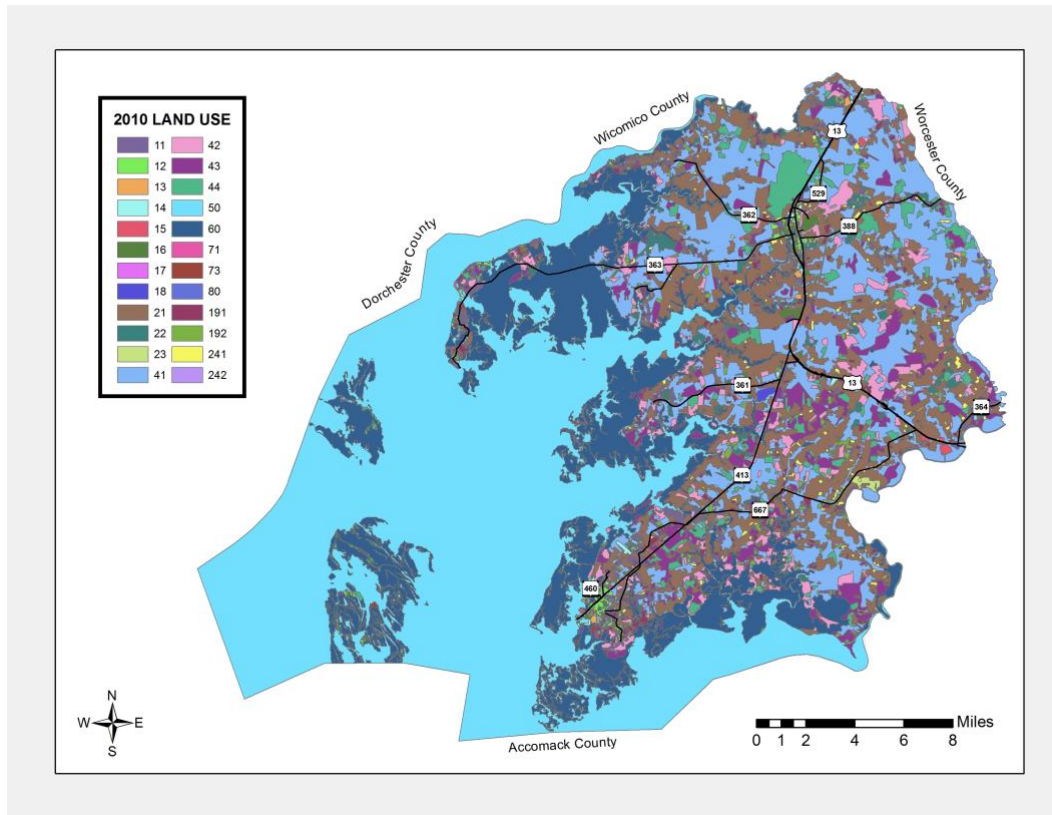 2010 LAND USE
11 42
12 43
13 44
14 50
15 60
16 71
17 73
18 80
21 191
22 192
23 241
41 242
Wicomico County
Worcester County
Dorchester County
13
529
362
388
363
361
13
364
413
667
460
N
W E
S
Accomack County
Miles
0 1 2 4 6 8